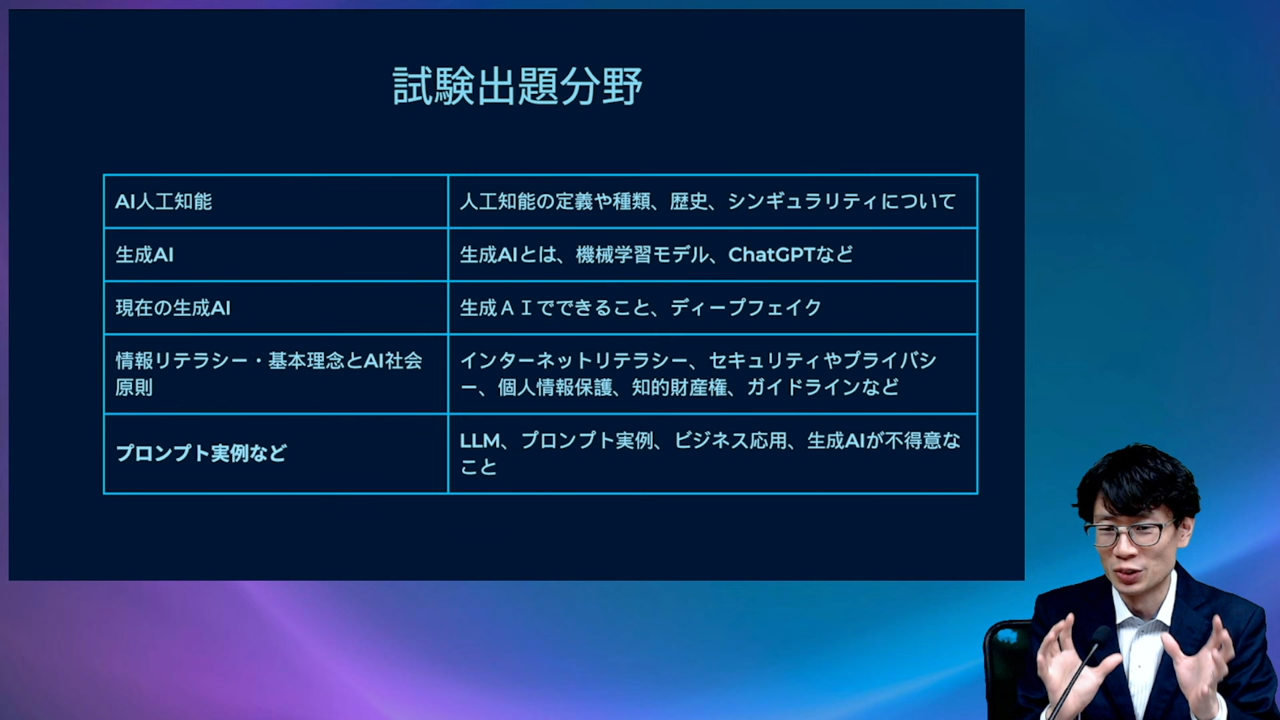 試験出題分野
AI人工知能
人工知能の定義や種類、歴史、シンギュラリティについて
生成AI
生成AIとは、機械学習モデル、ChatGPTなど
現在の生成AI
生成ＡＩでできること、ディープフェイク
情報リテラシー・基本理念とAI社会
原則
インターネットリテラシー、セキュリティやプライバシ
ー、個人情報保護、知的財産権、ガイドラインなど
プロンプト実例など
LLM、プロンプト実例、ビジネス応用、生成AIが不得意な
こと